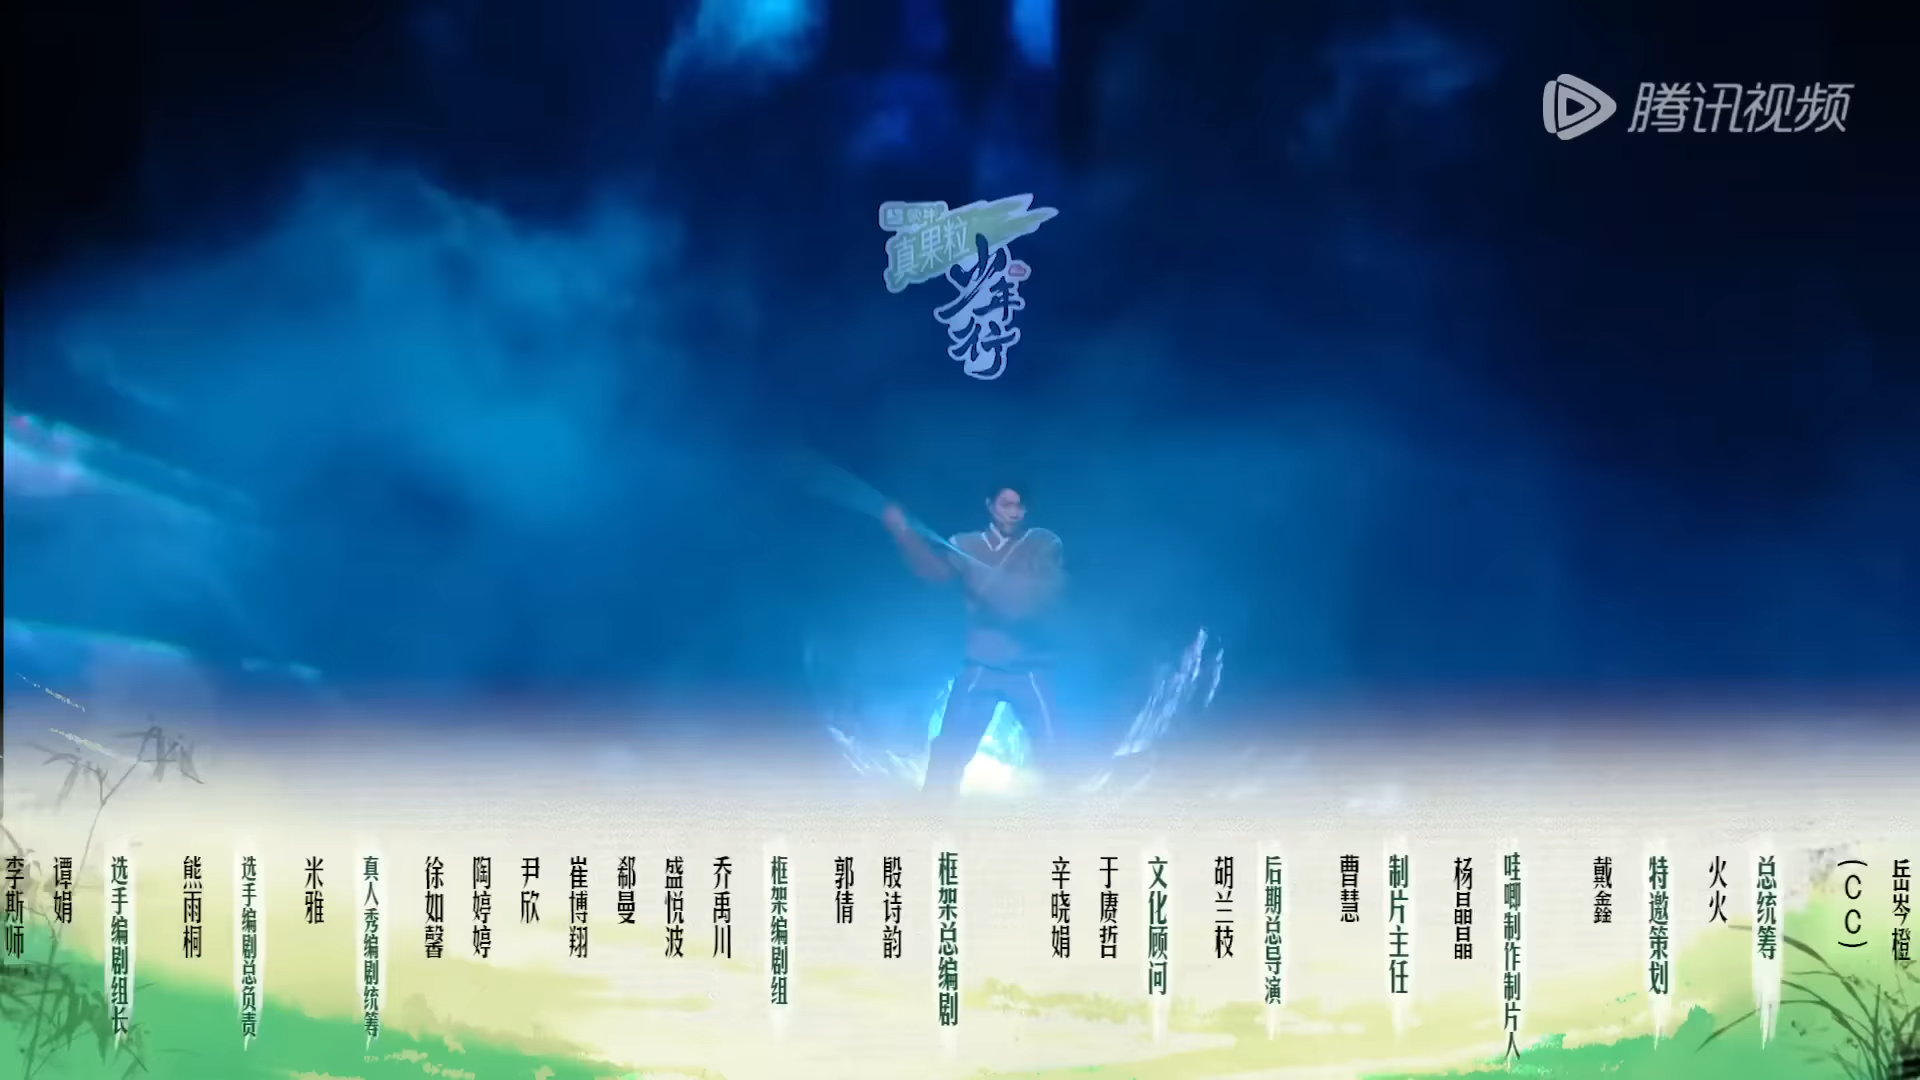 腾讯视频
真果粒
少年行
岳岑橙
(CC)
总统筹
火火
特邀策划
戴鑫
哇唧制作制片人
杨晶晶
制片主任
曹慧
后期总导演
胡兰枝
文化顾问
于赓哲
辛晓娟
框架总编剧
殷诗韵
郭倩
框架编剧组
乔禹川
盛悦波
郗曼
崔博翔
尹欣
陶婷婷
徐如馨
真人秀编剧统筹
米雅
选手编剧总负责
熊雨桐
选手编剧组长
谭娟
李斯师